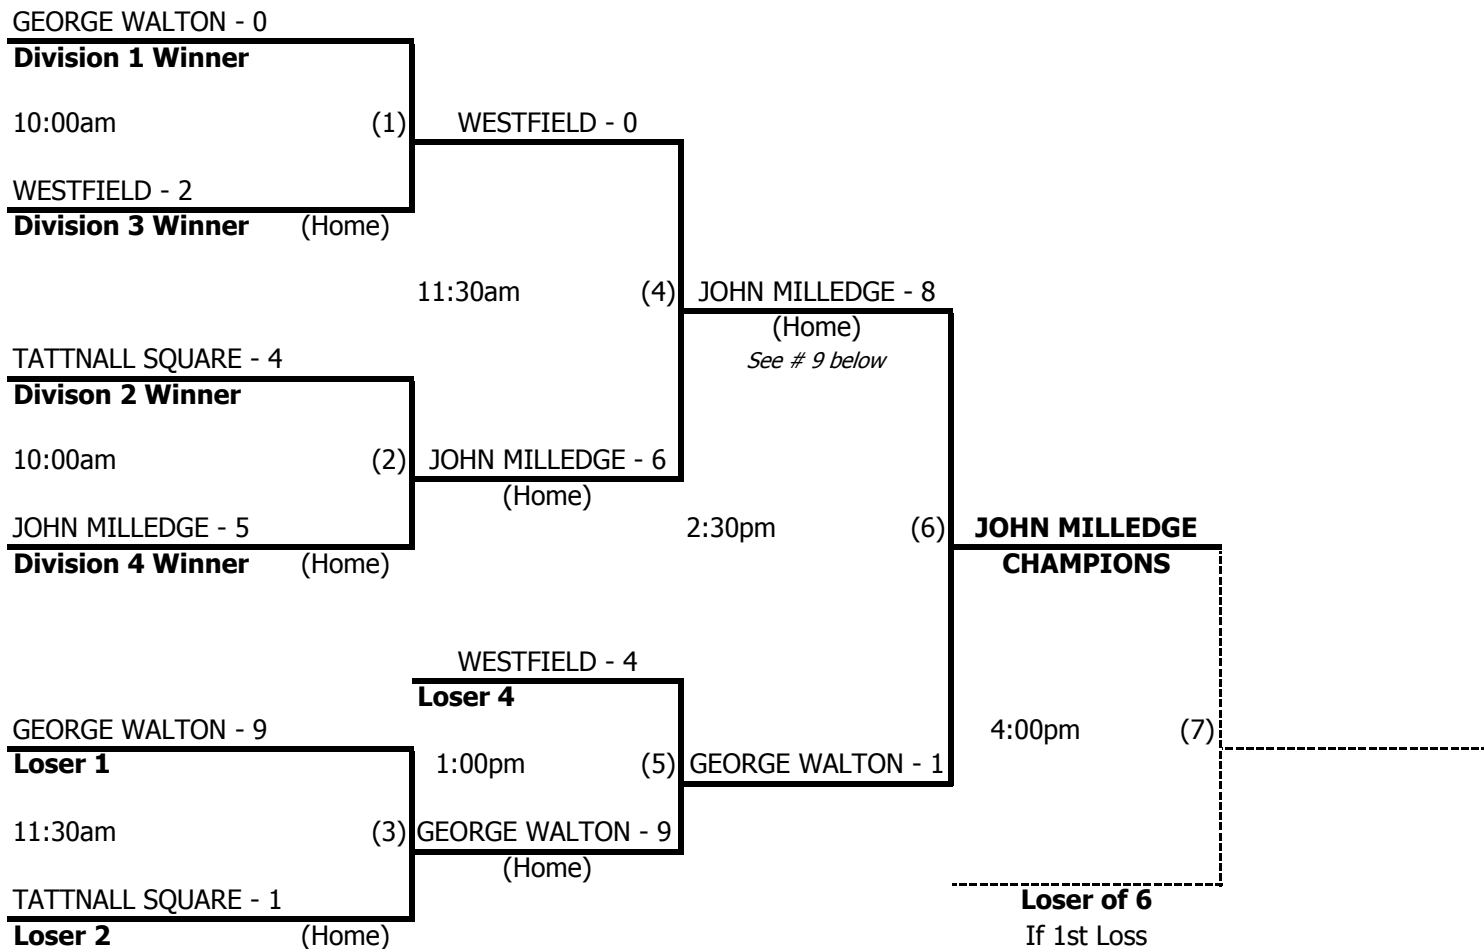 GEORGE WALTON - 0
Division 1 Winner
10:00am (1) WESTFIELD - 0
WESTFIELD - 2
Division 3 Winner (Home)
11:30am (4) JOHN MILLEDGE - 8
(Home)
TATTNALL SQUARE - 4 See # 9 below
Divison 2 Winner
10:00am (2) JOHN MILLEDGE - 6
(Home)
JOHN MILLEDGE - 5 2:30pm (6) JOHN MILLEDGE
Division 4 Winner (Home) CHAMPIONS
WESTFIELD - 4
Loser 4
GEORGE WALTON - 9 4:00pm (7)
Loser 1 1:00pm (5) GEORGE WALTON - 1
11:30am (3) GEORGE WALTON - 9
(Home)
TATTNALL SQUARE - 1 Loser of 6
Loser 2 (Home) If 1st Loss